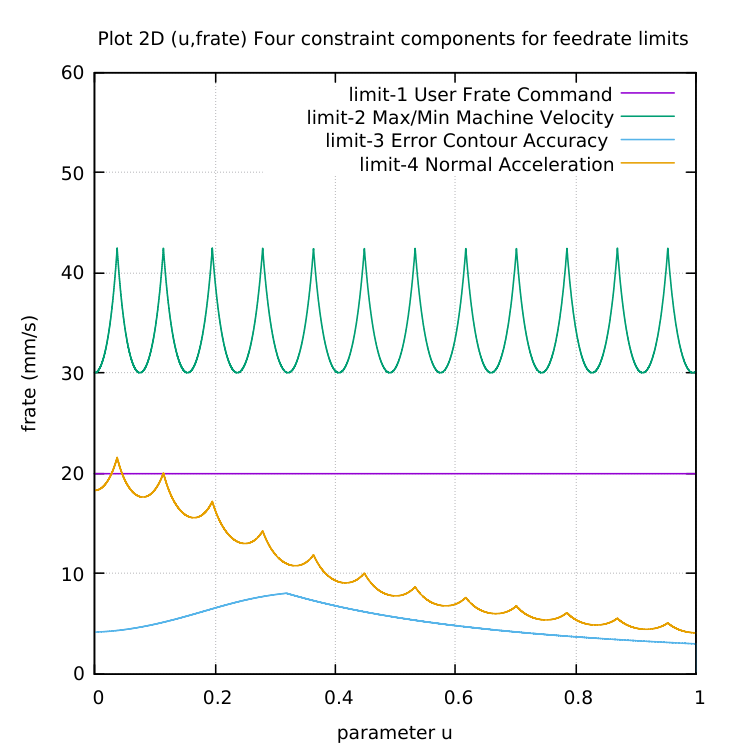 Plot 2D (u,frate) Four constraint components for feedrate limits
60
50
40
30
20
10
0
limit-1 User Frate Command
limit-2 Max/Min Machine Velocity
limit-3 Error Contour Accuracy
limit-4 Normal Acceleration
frate (mm/s)
0 0.2 0.4 0.6 0.8 1
parameter u